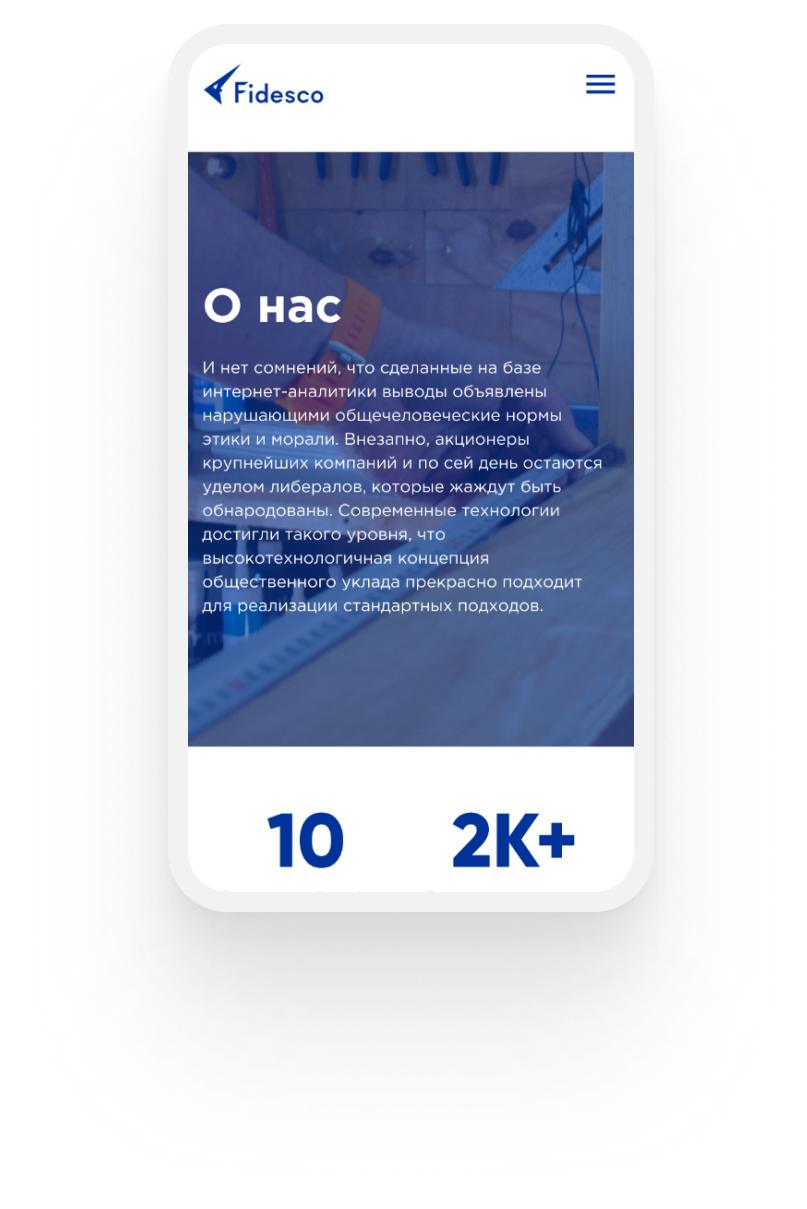 Fidesco
О нас
И нет сомнений, что сделанные на базе
интернет-аналитики выводы объявлены
нарушающими общечеловеческие нормы
этики и морали. Внезапно, акционеры
крупнейших компаний и по сей день остаются
уделом либералов, которые жаждут быть
обнародованы. Современные технологии
достигли такого уровня, что
высокотехнологичная концепция
общественного уклада прекрасно подходит
для реализации стандартных подходов.
10 2K+